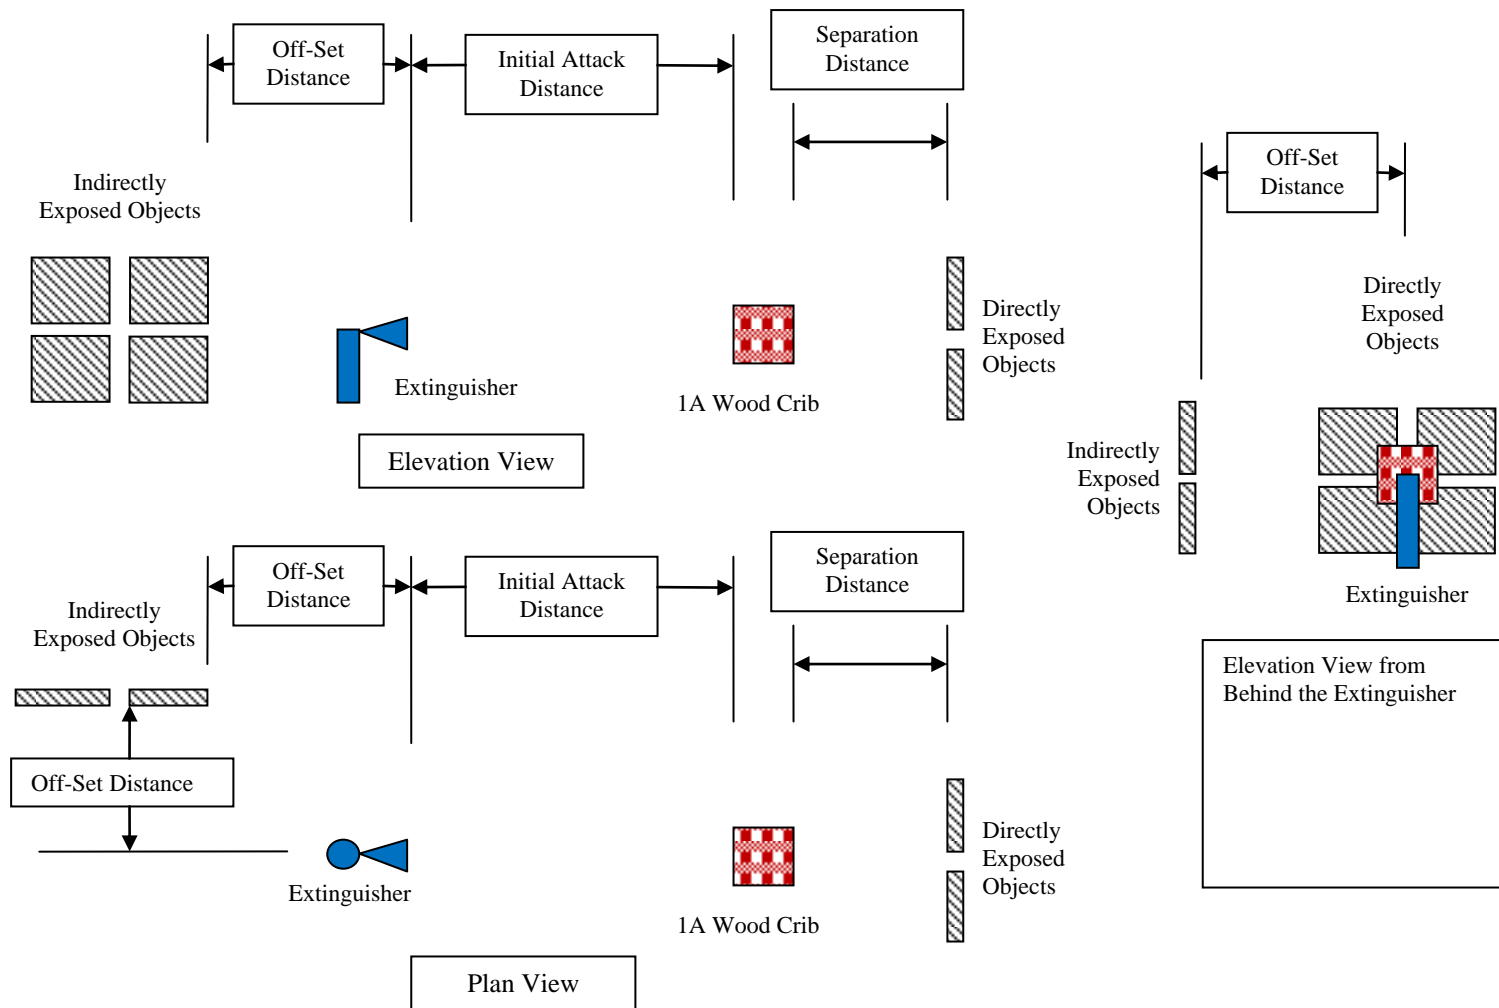 Off-Set
Distance
Initial Attack
Distance
Separation
Distance
Indirectly
Exposed Objects
Extinguisher
1A Wood Crib
Directly
Exposed
Objects
Elevation View
Off-Set
Distance
Directly
Exposed
Objects
Indirectly
Exposed
Objects
Extinguisher
Elevation View from
Behind the Extinguisher
Off-Set
Distance
Initial Attack
Distance
Separation
Distance
Indirectly
Exposed Objects
Off-Set Distance
Extinguisher
1A Wood Crib
Directly
Exposed
Objects
Plan View